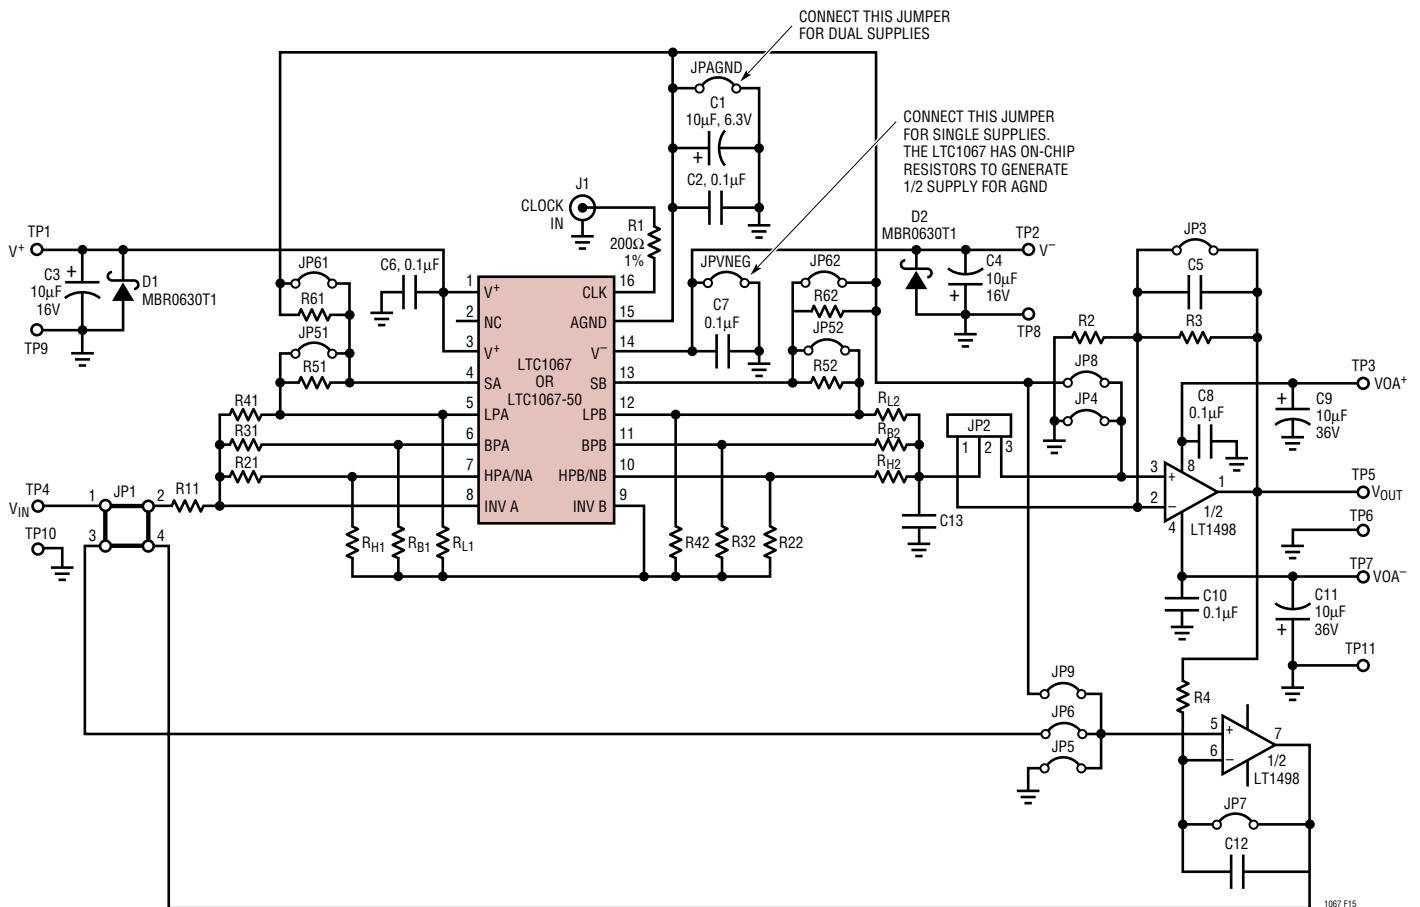 CONNECT THIS JUMPER
FOR DUAL SUPPLIES
JPAGND
C1
10µF, 6.3V
+
C2, 0.1µF
CONNECT THIS JUMPER
FOR SINGLE SUPPLIES.
THE LTC1067 HAS ON-CHIP
RESISTORS TO GENERATE
1/2 SUPPLY FOR AGND
J1
CLOCK
IN
R1
200Ω
1%
D2
MBR0630T1
TP2
V−
C4
10µF
16V
+
TP8
JP3
C5
R3
R2
TP1
V+
C3
10µF
16V
+
D1
MBR0630T1
TP9
C6, 0.1µF
JP61
R61
JP51
R51
JPVNEG
C7
0.1µF
JP62
R62
JP52
R52
1 V+
2 NC
3 V+
4 SA
5 LPA
6 BPA
7 HPA/NA
8 INV A
LTC1067
OR
LTC1067-50
CLK 16
AGND 15
V− 14
SB 13
LPB 12
BPB 11
HPB/NB 10
INV B 9
R41
R31
R21
R11
TP4
VIN
TP10
1 JP1 2
3 4
RH1
RB1
RL1
R42
R32
R22
RL2
RB2
RH2
C13
JP2
1 2 3
JP8
JP4
C8
0.1µF
TP3
VOA+
C9
10µF
36V
+
3 +
2 −
8
1
4
1/2
LT1498
TP5
VOUT
TP6
TP7
VOA−
C10
0.1µF
C11
10µF
36V
+
TP11
R4
JP9
JP6
JP5
5 +
6 −
7
1/2
LT1498
JP7
C12
1067 F15